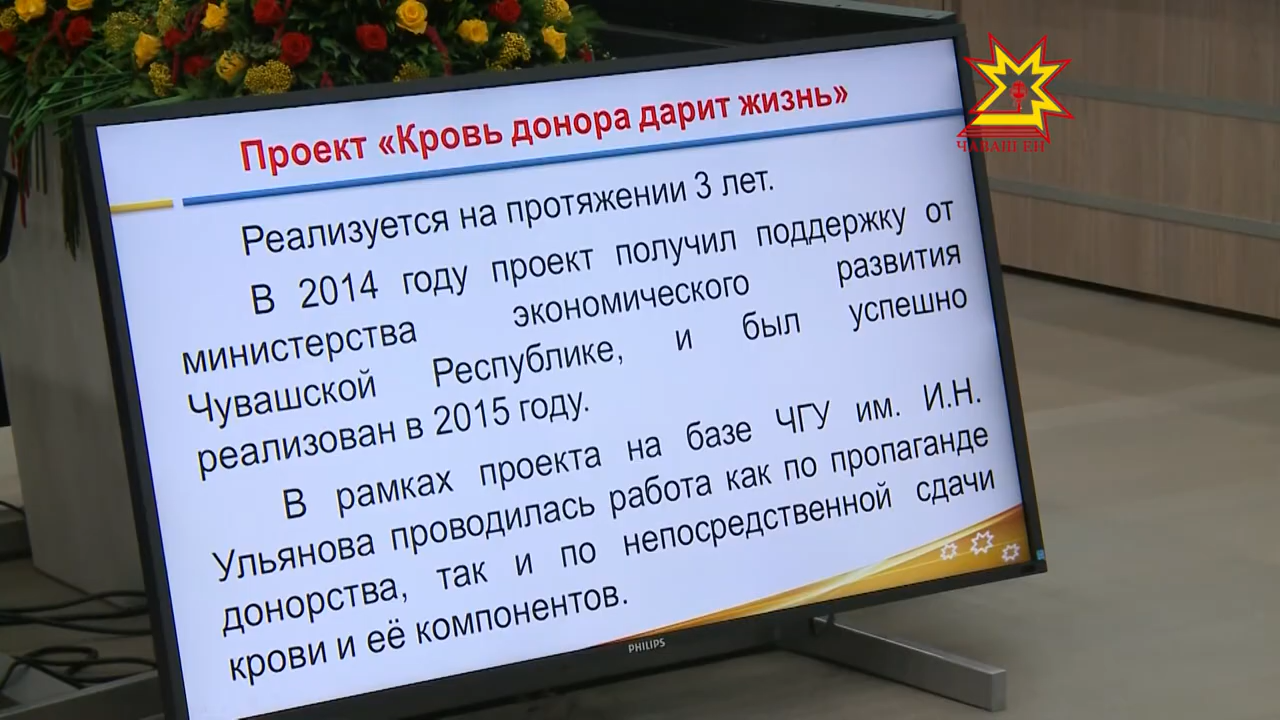 Проект «Кровь донора дарит жизнь»
Реализуется на протяжении 3 лет.
В 2014 году проект получил поддержку от
министерства экономического развития
Чувашской Республике, и был успешно
реализован в 2015 году.
В рамках проекта на базе ЧГУ им. И.Н.
Ульянова проводилась работа как по пропаганде
донорства, так и по непосредственной сдачи
крови и её компонентов.
PHILIPS
ЧАВАШ ЕН